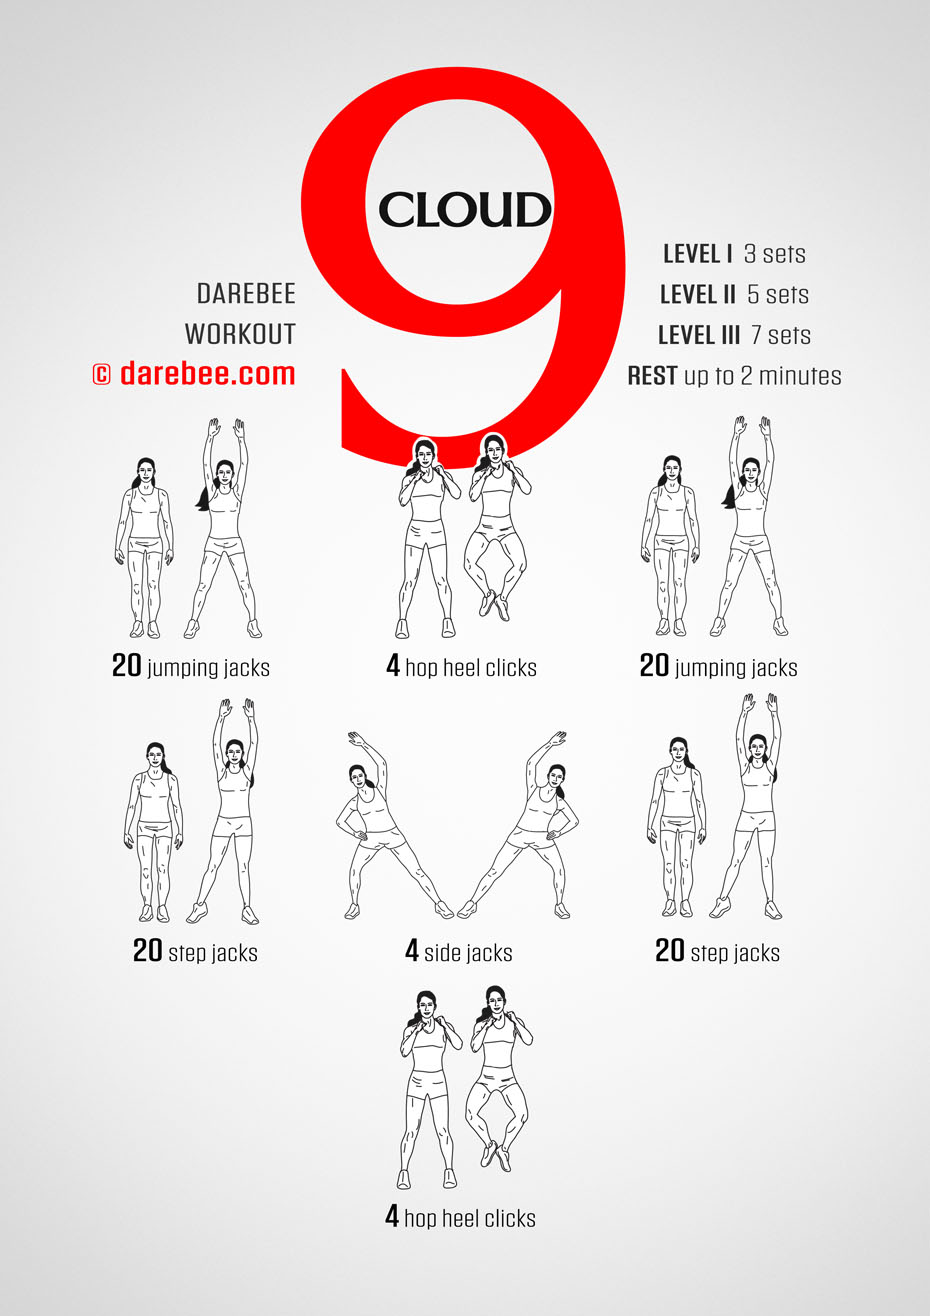 9
CLOUD
DAREBEE
WORKOUT
© darebee.com
LEVEL I 3 sets
LEVEL II 5 sets
LEVEL III 7 sets
REST up to 2 minutes
20 jumping jacks
4 hop heel clicks
20 jumping jacks
20 step jacks
4 side jacks
20 step jacks
4 hop heel clicks